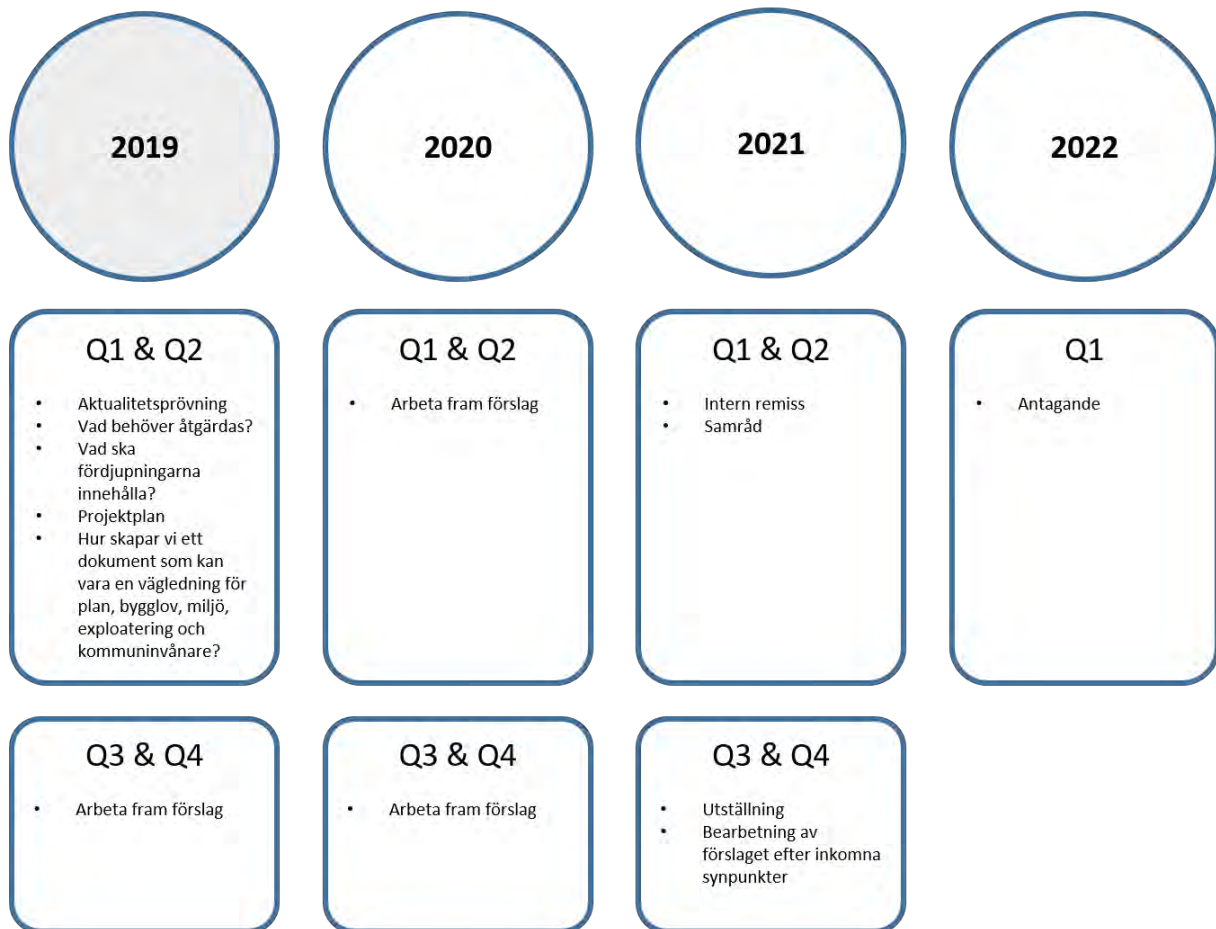 2019
2020
2021
2022
Q1 & Q2
• Aktualitetsprövning
• Vad behöver åtgärdas?
• Vad ska
fördjupningarna
innehålla?
• Projektplan
• Hur skapar vi ett
dokument som kan
vara en vägledning för
plan, bygglov, miljö,
exploatering och
kommuninvånare?
Q1 & Q2
• Arbeta fram förslag
Q1 & Q2
• Intern remiss
• Samråd
Q1
• Antagande
Q3 & Q4
• Arbeta fram förslag
Q3 & Q4
• Arbeta fram förslag
Q3 & Q4
• Utställning
• Bearbetning av
förslaget efter inkomna
synpunkter